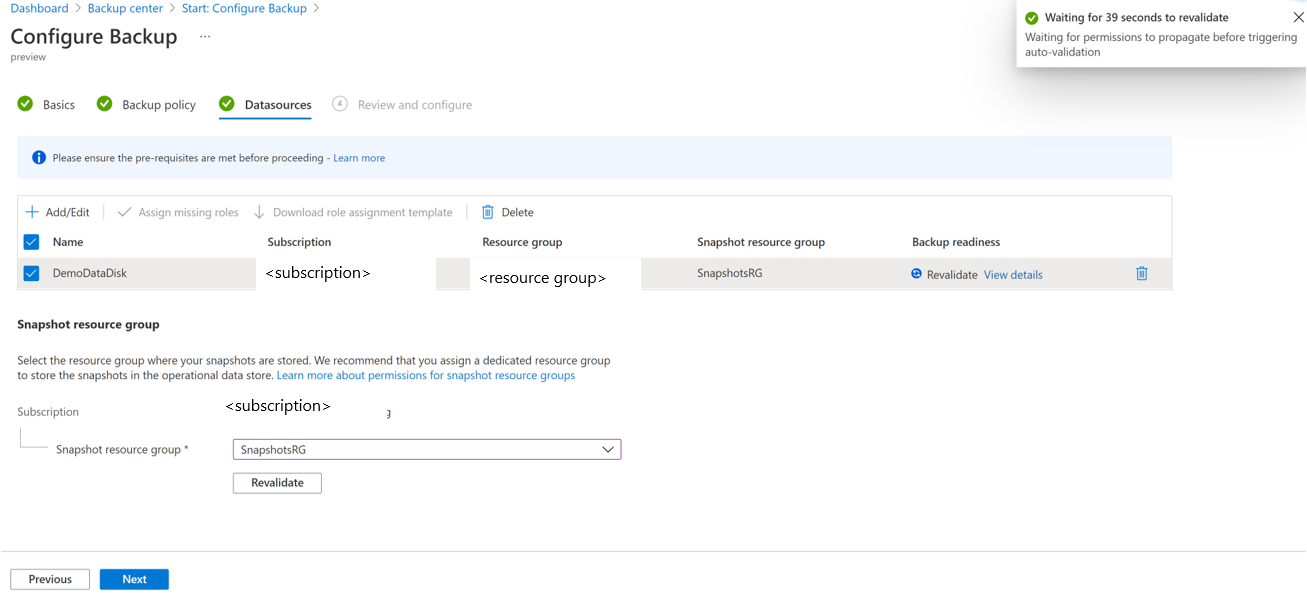 Dashboard > Backup center > Start: Configure Backup >
Configure Backup ...
preview
Waiting for 39 seconds to revalidate
Waiting for permissions to propagate before triggering
auto-validation
Basics Backup policy Datasources 4 Review and configure
Please ensure the pre-requisites are met before proceeding - Learn more
Add/Edit Assign missing roles Download role assignment template Delete
Name Subscription Resource group Snapshot resource group Backup readiness
DemoDataDisk <subscription> <resource group> SnapshotsRG Revalidate View details
Snapshot resource group
Select the resource group where your snapshots are stored. We recommend that you assign a dedicated resource group
to store the snapshots in the operational data store. Learn more about permissions for snapshot resource groups
Subscription <subscription> g
Snapshot resource group * SnapshotsRG
Revalidate
Previous Next